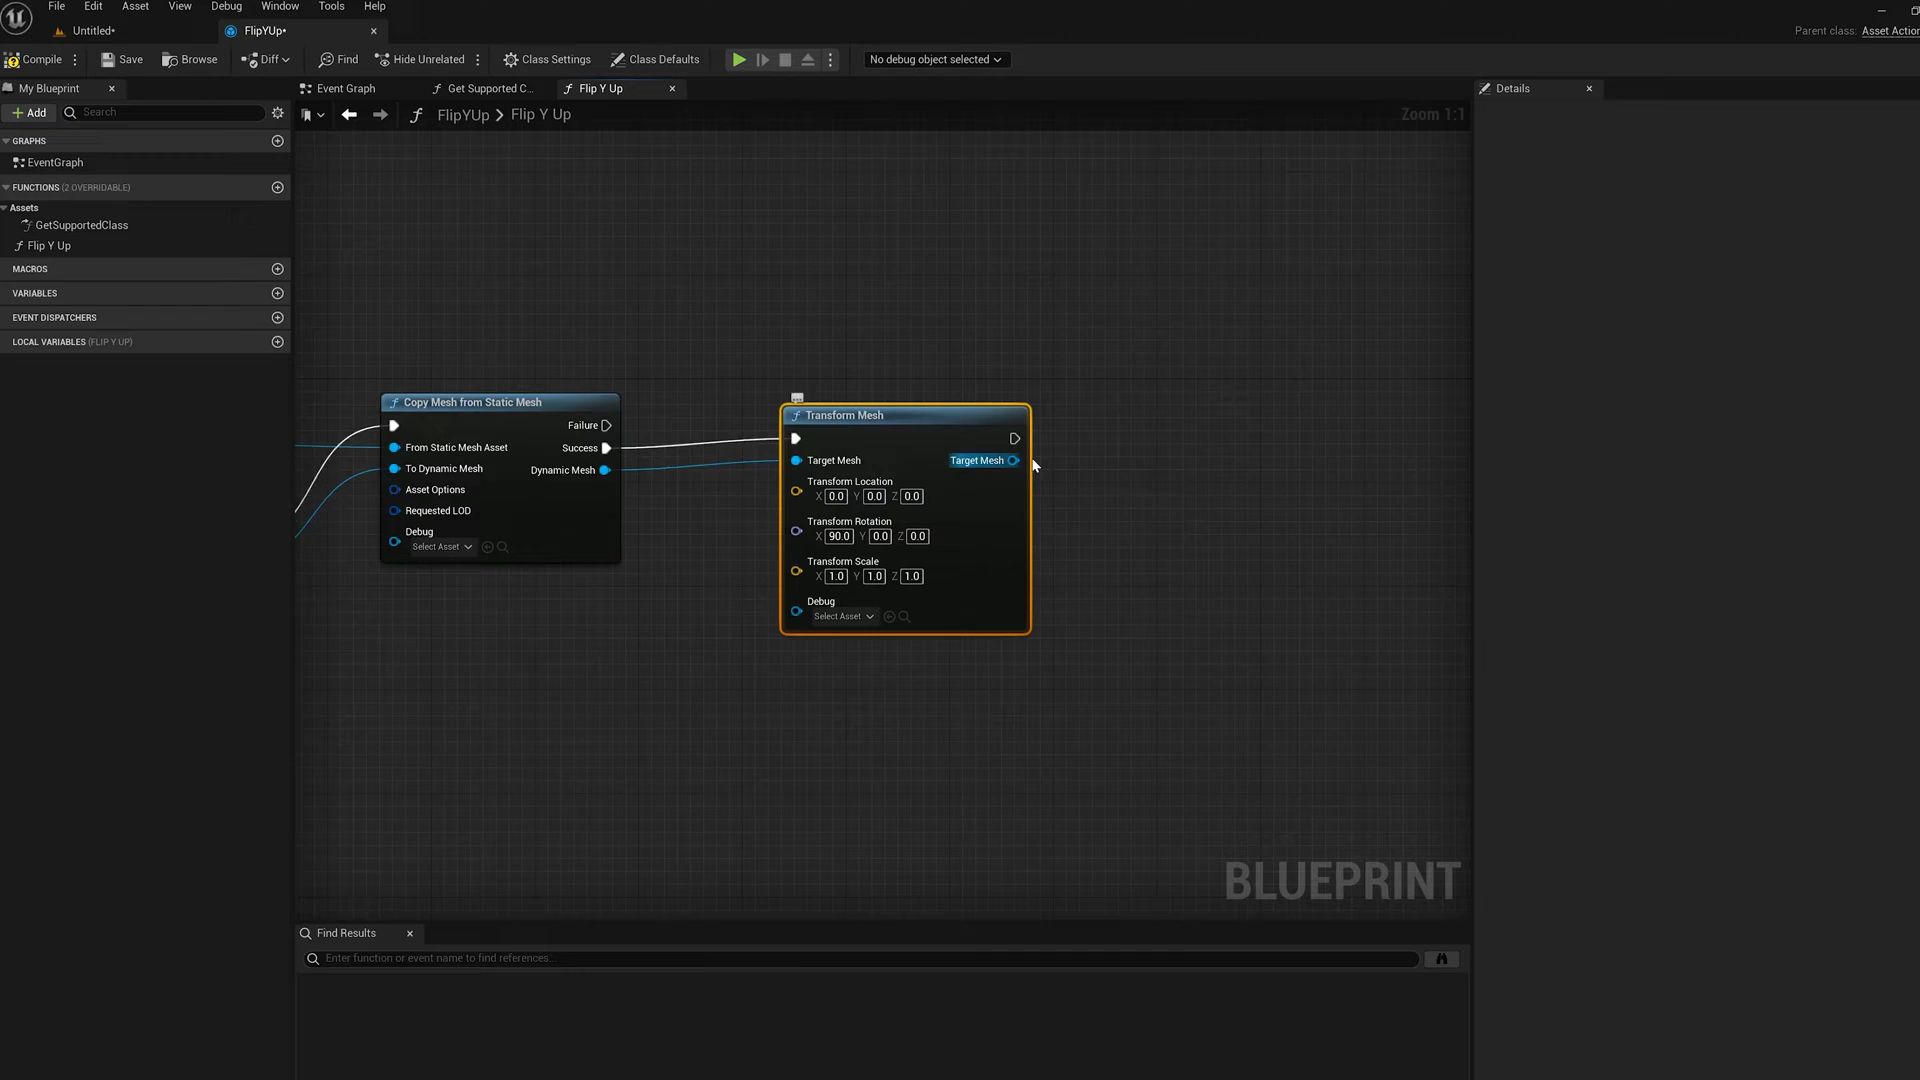 File Edit Asset View Debug Window Tools Help
Untitled•
FlipYUp•
Parent class: Asset Action
Compile Save Browse Diff Find Hide Unrelated Class Settings Class Defaults No debug object selected
My Blueprint
Event Graph
Get Supported C...
Flip Y Up
Details
Add
Search
FlipYUp > Flip Y Up
Zoom 1:1
GRAPHS
EventGraph
FUNCTIONS (2 OVERRIDABLE)
Assets
GetSupportedClass
Flip Y Up
MACROS
VARIABLES
EVENT DISPATCHERS
LOCAL VARIABLES (FLIP Y UP)
Copy Mesh from Static Mesh
Failure
From Static Mesh Asset
Success
To Dynamic Mesh
Dynamic Mesh
Asset Options
Requested LOD
Debug
Select Asset
Transform Mesh
Target Mesh
Target Mesh
Transform Location
X 0.0 Y 0.0 Z 0.0
Transform Rotation
X 90.0 Y 0.0 Z 0.0
Transform Scale
X 1.0 Y 1.0 Z 1.0
Debug
Select Asset
BLUEPRINT
Find Results
Enter function or event name to find references...